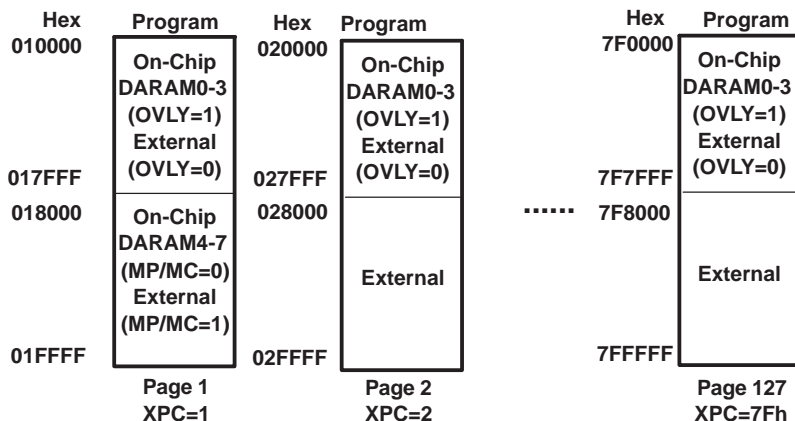 Hex Program
010000
On-Chip
DARAM0-3
(OVLY=1)
External
(OVLY=0)
017FFF
018000
On-Chip
DARAM4-7
(MP/MC=0)
External
(MP/MC=1)
01FFFF
Page 1
XPC=1
Hex Program
020000
On-Chip
DARAM0-3
(OVLY=1)
External
(OVLY=0)
027FFF
028000
External
02FFFF
Page 2
XPC=2
......
Hex Program
7F0000
On-Chip
DARAM0-3
(OVLY=1)
External
(OVLY=0)
7F7FFF
7F8000
External
7FFFFF
Page 127
XPC=7Fh